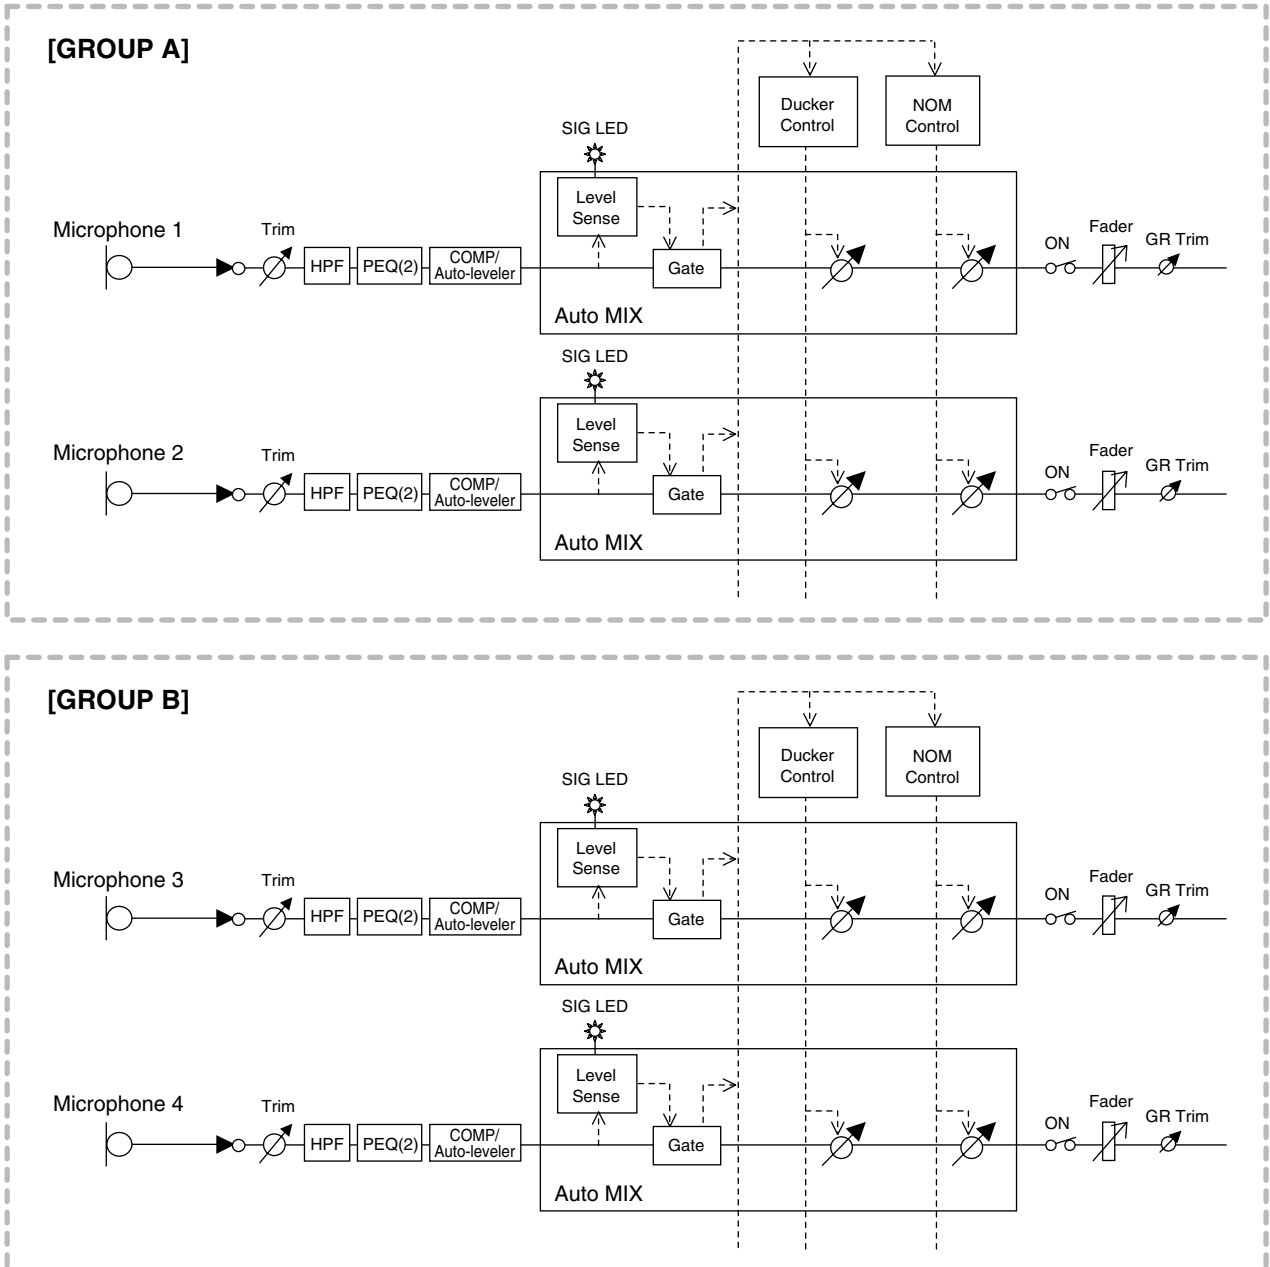 [GROUP A]
Ducker
Control
NOM
Control
SIG LED
Level
Sense
Microphone 1
Trim
HPF
PEQ(2)
COMP/
Auto-leveler
Gate
ON
Fader
GR Trim
Auto MIX
SIG LED
Level
Sense
Microphone 2
Trim
HPF
PEQ(2)
COMP/
Auto-leveler
Gate
ON
Fader
GR Trim
Auto MIX
[GROUP B]
Ducker
Control
NOM
Control
SIG LED
Level
Sense
Microphone 3
Trim
HPF
PEQ(2)
COMP/
Auto-leveler
Gate
ON
Fader
GR Trim
Auto MIX
SIG LED
Level
Sense
Microphone 4
Trim
HPF
PEQ(2)
COMP/
Auto-leveler
Gate
ON
Fader
GR Trim
Auto MIX